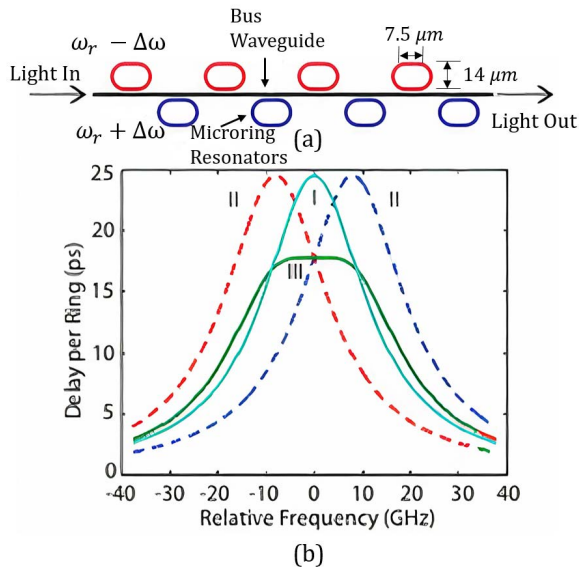 ωr − Δω
Bus
Waveguide
7.5 μm
Light In
14 μm
ωr + Δω
Microring
Resonators
(a)
Light Out
25
20
15
10
5
0
Delay per Ring (ps)
II
I
II
III
-40 -30 -20 -10 0 10 20 30 40
Relative Frequency (GHz)
(b)